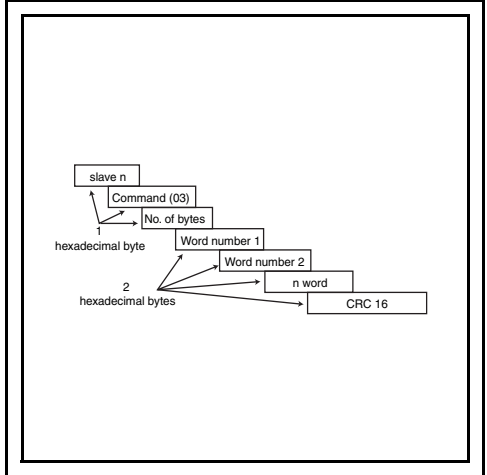 slave n
Command (03)
No. of bytes
1
hexadecimal byte
Word number 1
Word number 2
2
hexadecimal bytes
n word
CRC 16